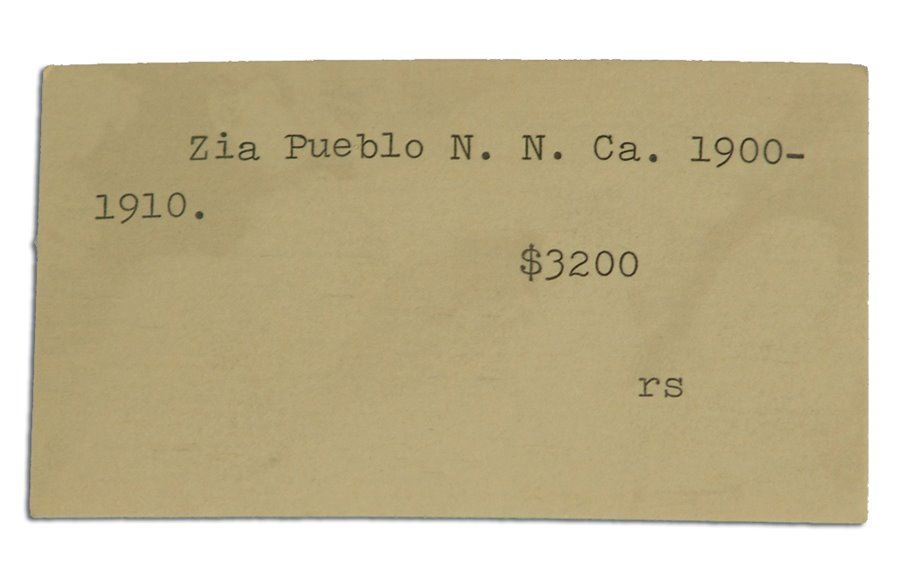 Zia Pueblo N. N. Ca. 1900-
1910.
$3200
rs